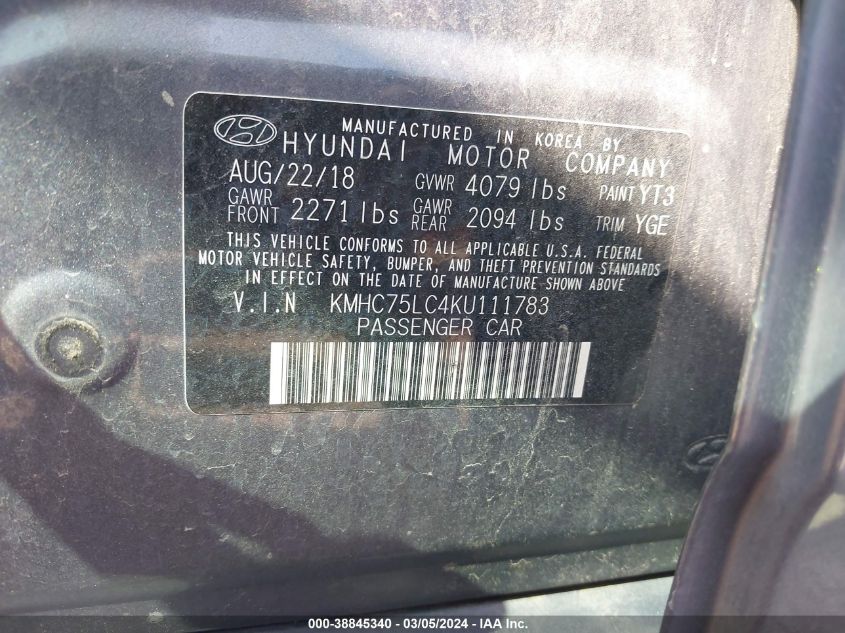 MANUFACTURED IN KOREA BY
HYUNDAI MOTOR COMPANY
AUG/22/18 GVWR 4079 lbs PAINT YT3
GAWR FRONT 2271 lbs GAWR REAR 2094 lbs TRIM YGE
THIS VEHICLE CONFORMS TO ALL APPLICABLE U.S.A. FEDERAL
MOTOR VEHICLE SAFETY, BUMPER, AND THEFT PREVENTION STANDARDS
IN EFFECT ON THE DATE OF MANUFACTURE SHOWN ABOVE
V.I.N KMHC75LC4KU111783
PASSENGER CAR
000-38845340 - 03/05/2024 - IAA